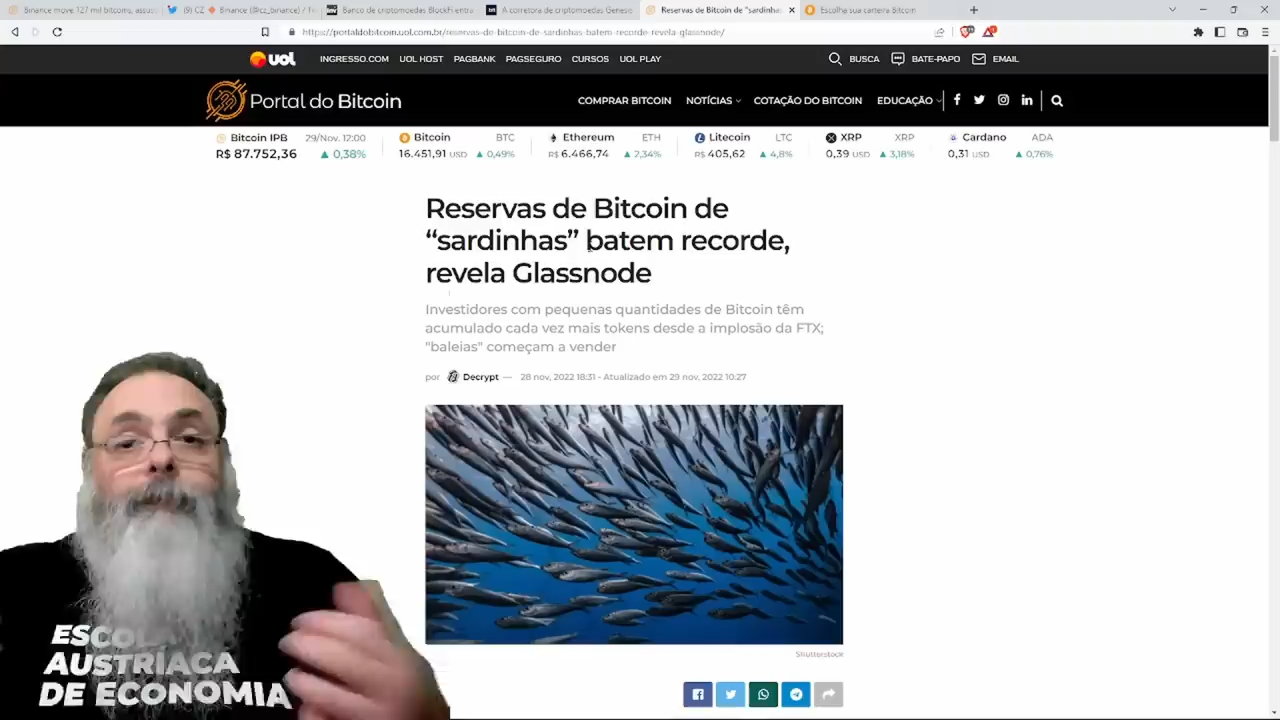 Binance move 127 mil bitcoins, assus
(9) CZ Binance (@cz_binance) / Tw
Banco de criptomoedas BlockFi entra
A corretora de criptomoedas Genesis
Reservas de Bitcoin de "sardinhas"
Escolha sua carteira Bitcoin
https://portaldobitcoin.uol.com.br/reservas-de-bitcoin-de-sardinhas-batem-recorde-revela-glassnode/
UOL INGRESSO.COM UOL HOST PAGBANK PAGSEGURO CURSOS UOL PLAY BUSCA BATE-PAPO EMAIL
Portal do Bitcoin COMPRAR BITCOIN NOTÍCIAS COTAÇÃO DO BITCOIN EDUCAÇÃO
Bitcoin IPB 29/Nov, 12:00 Bitcoin BTC Ethereum ETH Litecoin LTC XRP XRP Cardano ADA
R$ 87.752,36 ▲ 0,38% 16.451,91 USD ▲ 0,49% R$ 6.466,74 ▲ 2,34% R$ 405,62 ▲ 4,8% 0,39 USD ▲ 3,18% 0,31 USD ▲ 0,76%
Reservas de Bitcoin de
“sardinhas” batem recorde,
revela Glassnode
Investidores com pequenas quantidades de Bitcoin têm
acumulado cada vez mais tokens desde a implosão da FTX;
"baleias" começam a vender
por Decrypt — 28 nov, 2022 18:31 - Atualizado em 29 nov, 2022 10:27
Shutterstock
AUSTRÍACA
DE ECONOMIA